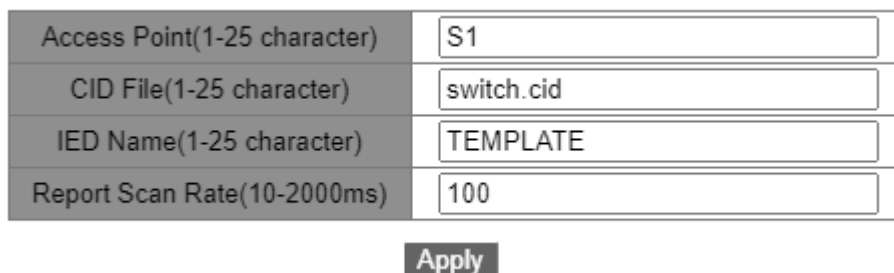 Access Point(1-25 character) S1
CID File(1-25 character) switch.cid
IED Name(1-25 character) TEMPLATE
Report Scan Rate(10-2000ms) 100
Apply